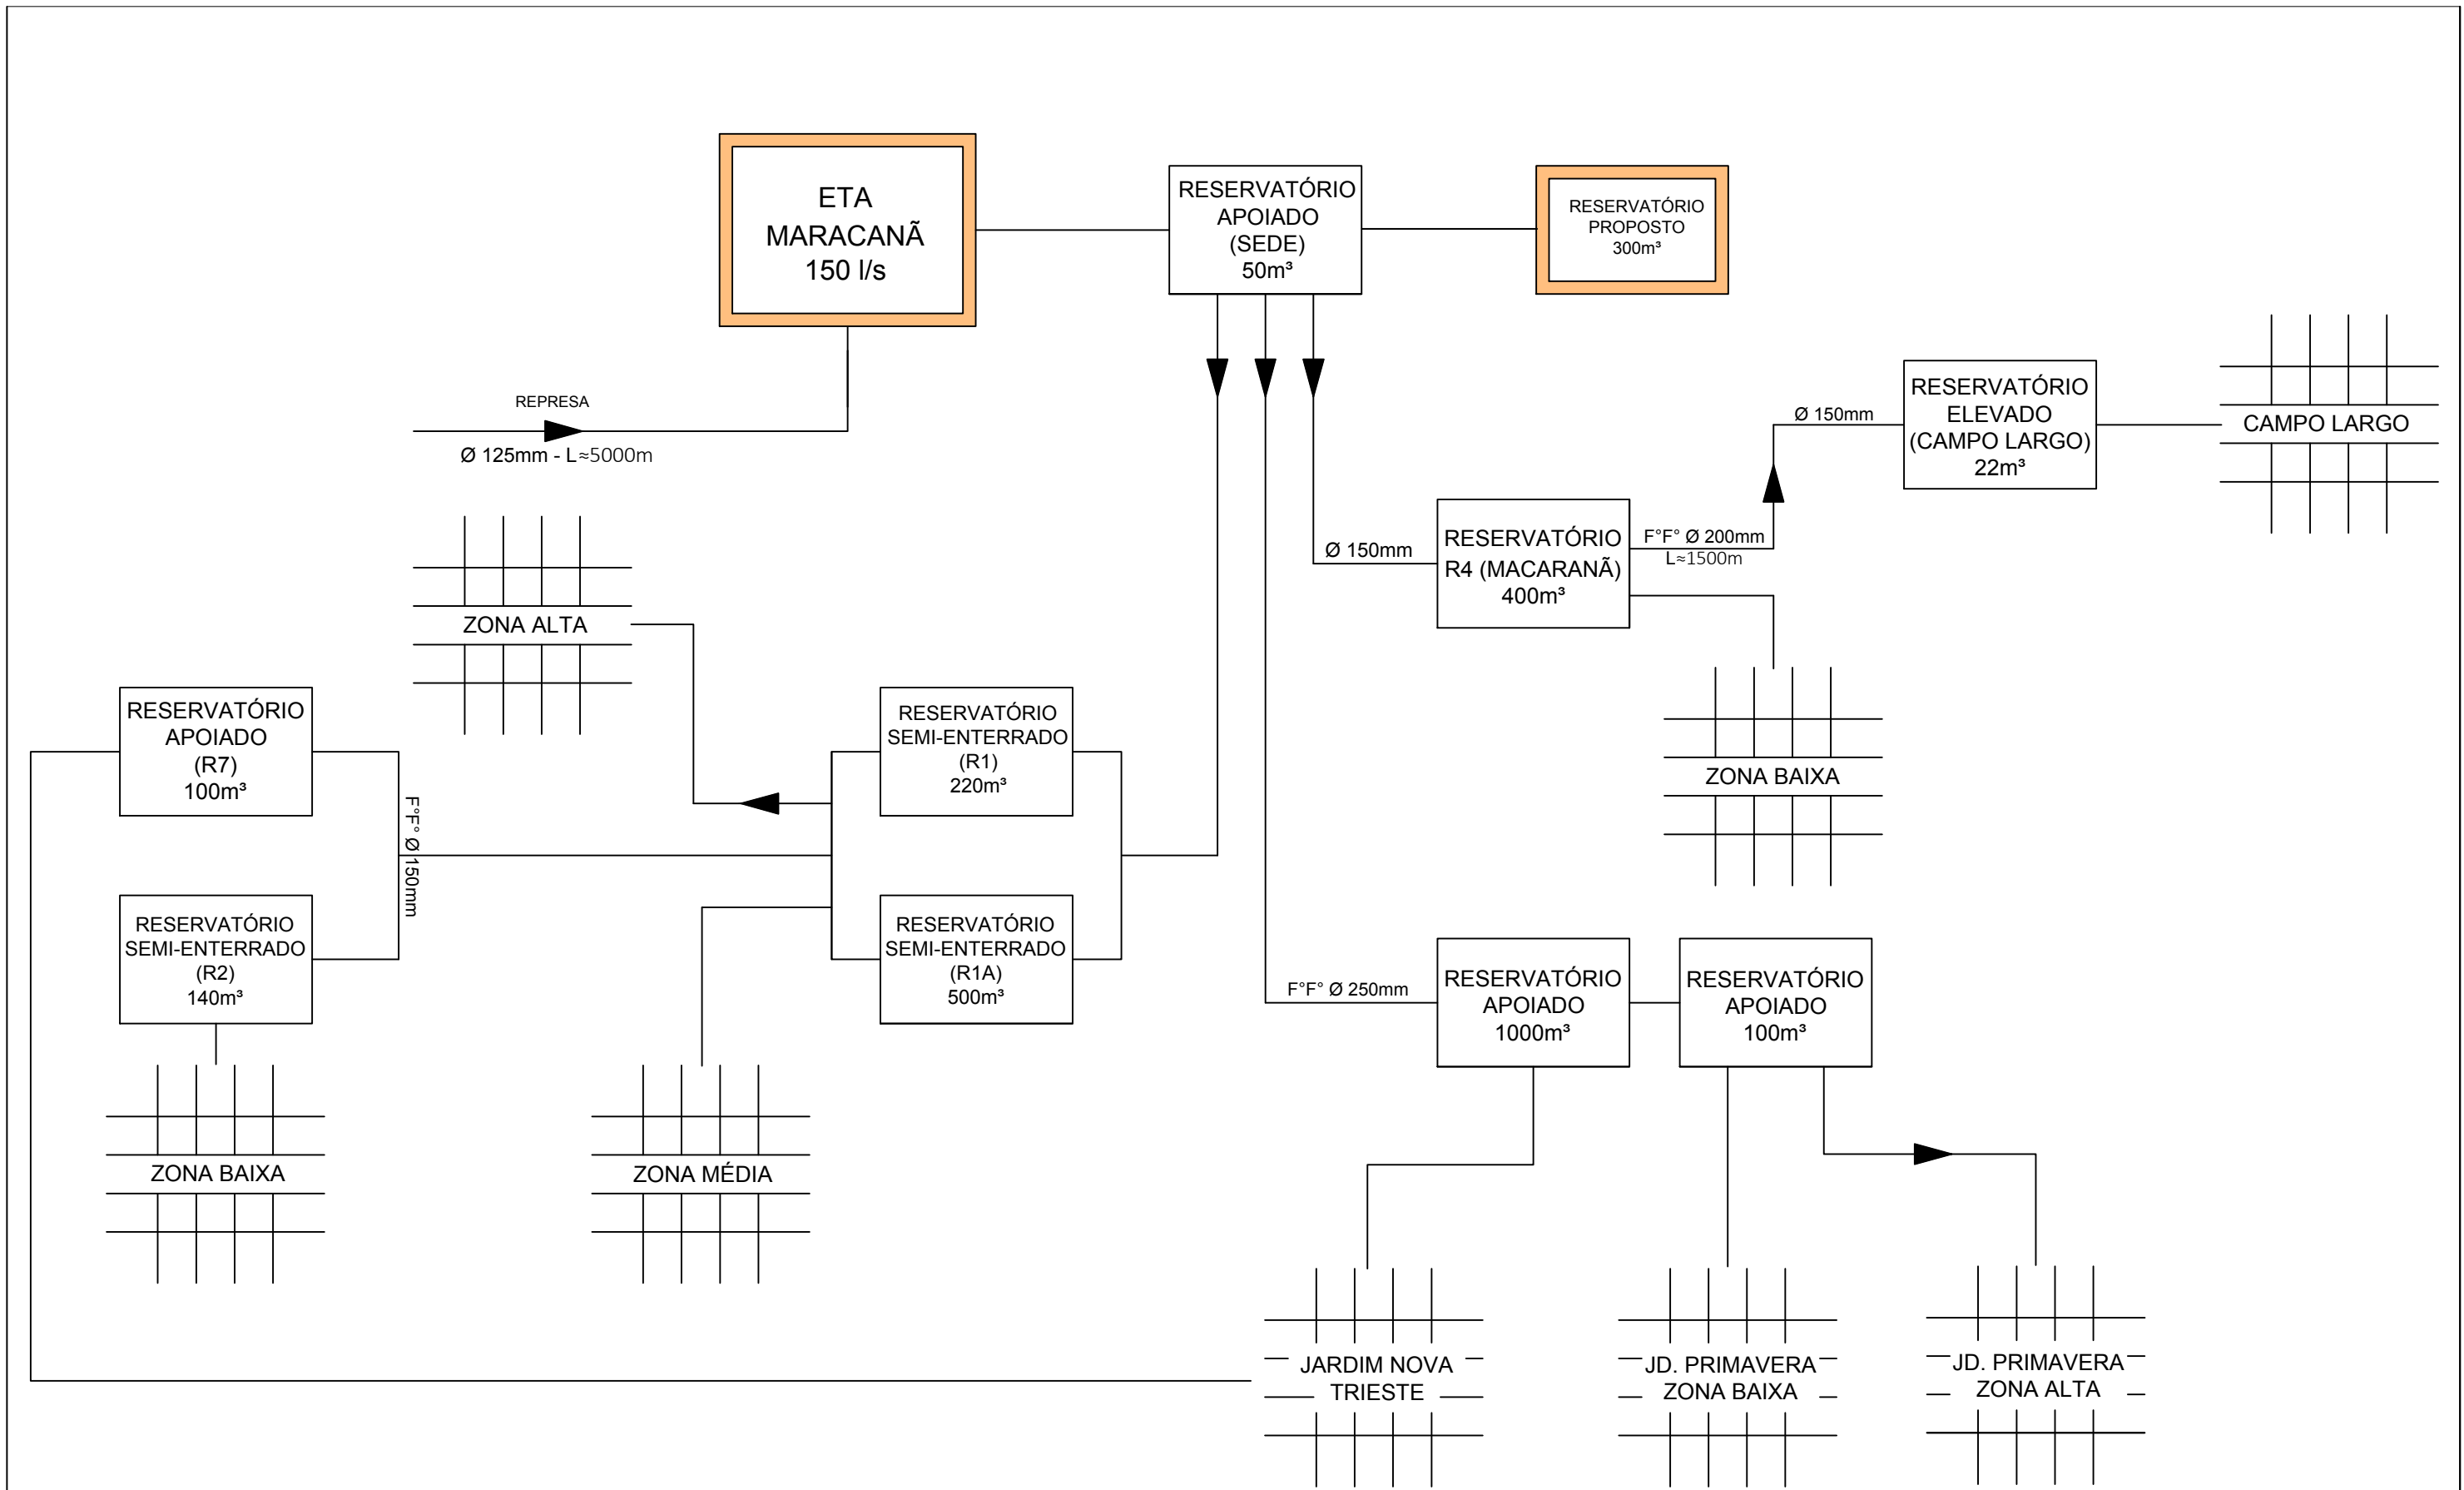 ETA
MARACANÃ
150 l/s
RESERVATÓRIO
APOIADO
(SEDE)
50m³
RESERVATÓRIO
PROPOSTO
300m³
REPRESA
Ø 125mm - L≈5000m
RESERVATÓRIO
ELEVADO
(CAMPO LARGO)
22m³
Ø 150mm
CAMPO LARGO
Ø 150mm
RESERVATÓRIO
R4 (MACARANÃ)
400m³
F°F° Ø 200mm
L≈1500m
ZONA ALTA
ZONA BAIXA
RESERVATÓRIO
APOIADO
(R7)
100m³
F°F° Ø 150mm
RESERVATÓRIO
SEMI-ENTERRADO
(R1)
220m³
RESERVATÓRIO
SEMI-ENTERRADO
(R2)
140m³
RESERVATÓRIO
SEMI-ENTERRADO
(R1A)
500m³
F°F° Ø 250mm
RESERVATÓRIO
APOIADO
1000m³
RESERVATÓRIO
APOIADO
100m³
ZONA BAIXA
ZONA MÉDIA
JARDIM NOVA
TRIESTE
JD. PRIMAVERA
ZONA BAIXA
JD. PRIMAVERA
ZONA ALTA